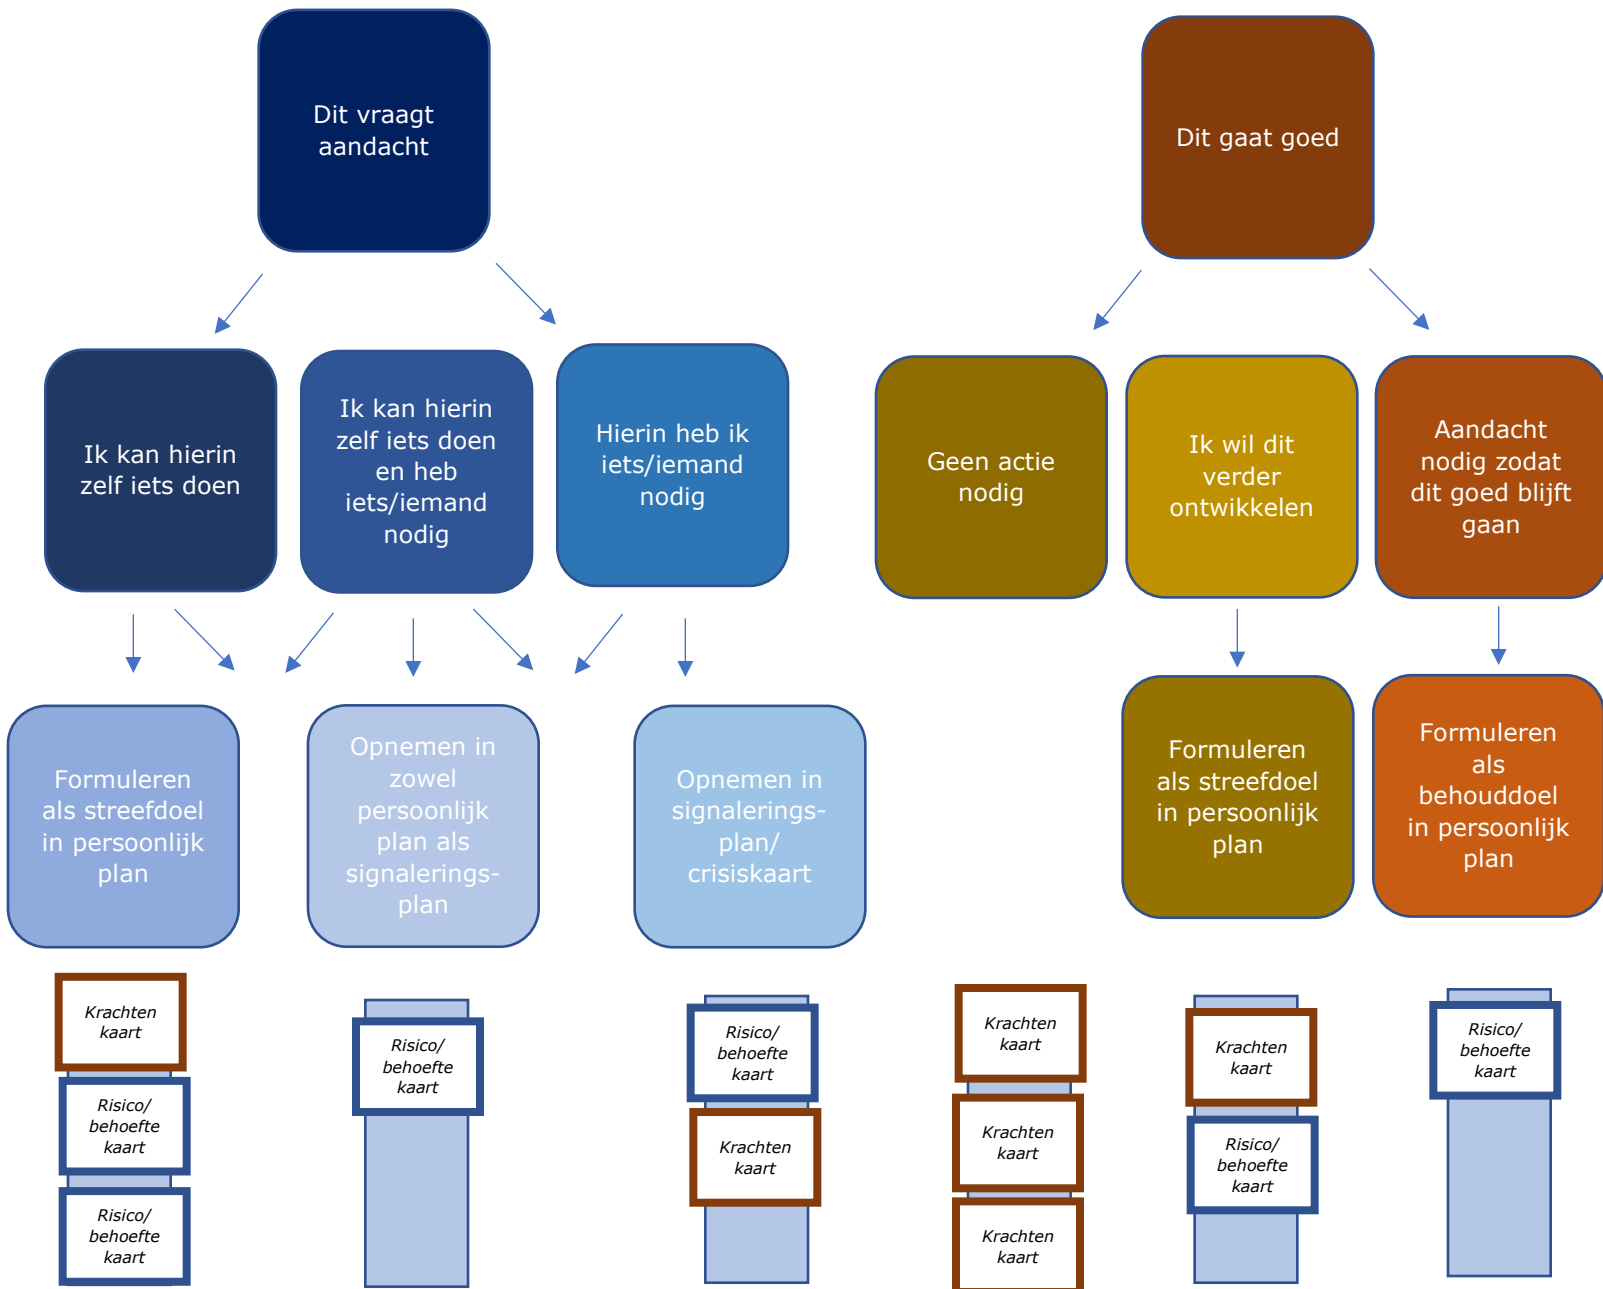 Dit vraagt
aandacht
Dit gaat goed
Ik kan hierin
zelf iets doen
Ik kan hierin
zelf iets doen
en heb
iets/iemand
nodig
Hierin heb ik
iets/iemand
nodig
Geen actie
nodig
Ik wil dit
verder
ontwikkelen
Aandacht
nodig zodat
dit goed blijft
gaan
Formuleren
als streefdoel
in persoonlijk
plan
Opnemen in
zowel
persoonlijk
plan als
signalerings-
plan
Opnemen in
signalerings-
plan/
crisiskaart
Formuleren
als streefdoel
in persoonlijk
plan
Formuleren
als
behouddoel
in persoonlijk
plan
Krachten
kaart
Risico/
behoefte
kaart
Risico/
behoefte
kaart
Risico/
behoefte
kaart
Risico/
behoefte
kaart
Krachten
kaart
Krachten
kaart
Krachten
kaart
Krachten
kaart
Krachten
kaart
Risico/
behoefte
kaart
Risico/
behoefte
kaart